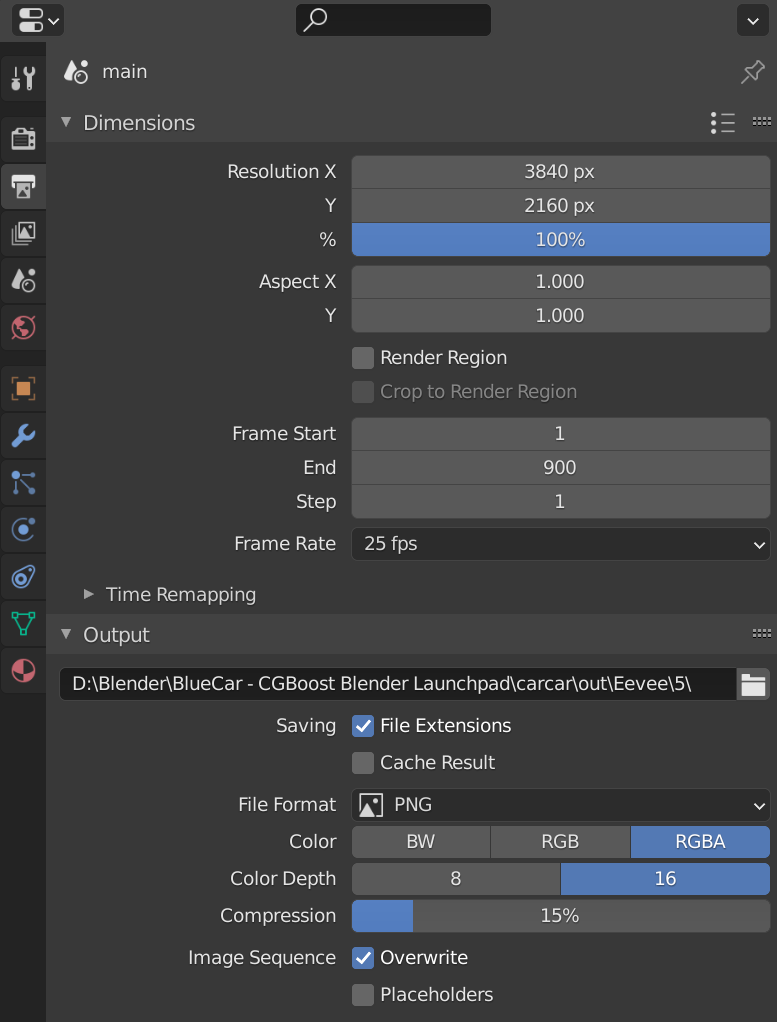 main
Dimensions
Resolution X 3840 px
Y 2160 px
% 100%
Aspect X 1.000
Y 1.000
Render Region
Crop to Render Region
Frame Start 1
End 900
Step 1
Frame Rate 25 fps
Time Remapping
Output
D:\Blender\BlueCar - CGBoost Blender Launchpad\carcar\out\Eevee\5\
Saving File Extensions
Cache Result
File Format PNG
Color BW RGB RGBA
Color Depth 8 16
Compression 15%
Image Sequence Overwrite
Placeholders